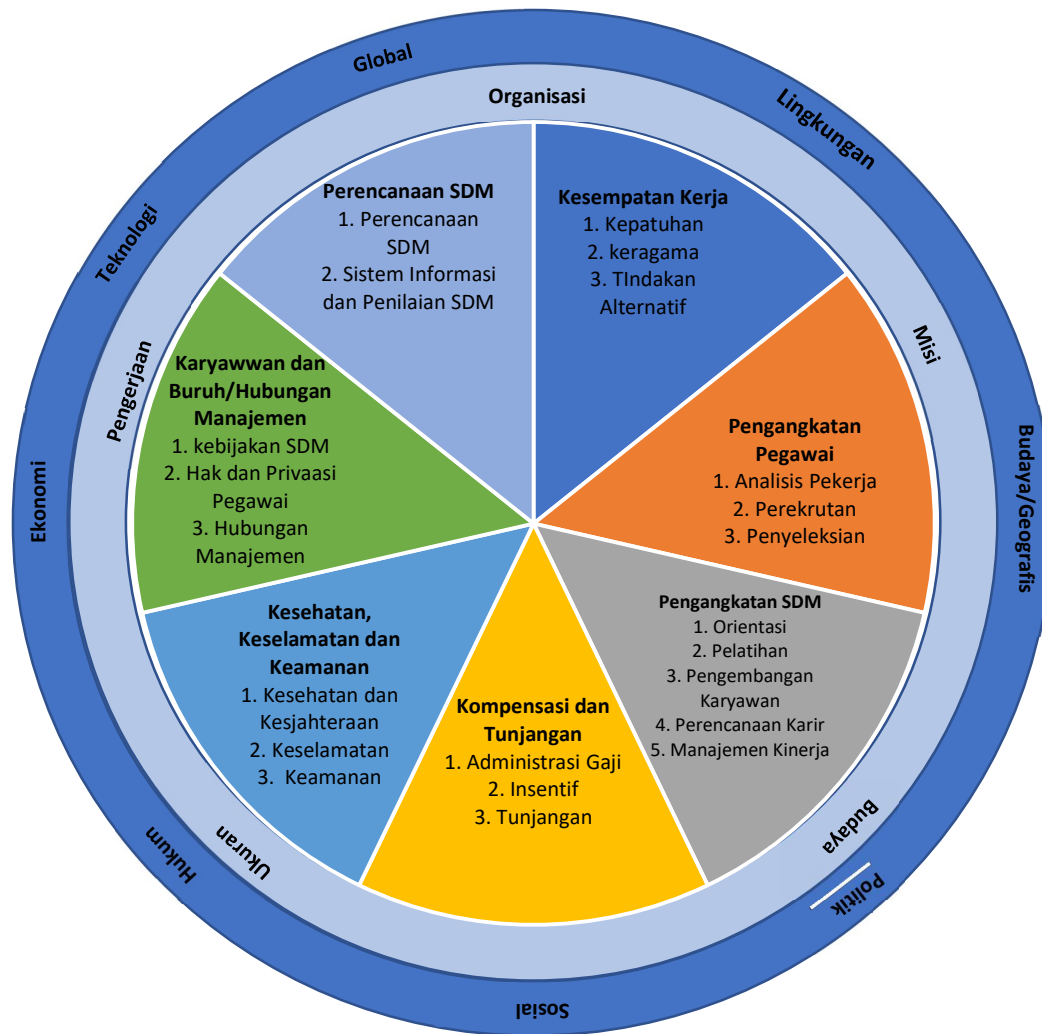 Global
Lingkungan
Organisasi
Teknologi
Perencanaan SDM
1. Perencanaan
SDM
2. Sistem Informasi
dan Penilaian SDM
Kesempatan Kerja
1. Kepatuhan
2. keragama
3. TIndakan
Alternatif
Misi
Pengerjaan
Karyawwan dan
Buruh/Hubungan
Manajemen
1. kebijakan SDM
2. Hak dan Privaasi
Pegawai
3. Hubungan
Manajemen
Pengangkatan
Pegawai
1. Analisis Pekerja
2. Perekrutan
3. Penyeleksian
Budaya/Geografis
Ekonomi
Kesehatan,
Keselamatan dan
Keamanan
1. Kesehatan dan
Kesjahteraan
2. Keselamatan
3. Keamanan
Kompensasi dan
Tunjangan
1. Administrasi Gaji
2. Insentif
3. Tunjangan
Pengangkatan SDM
1. Orientasi
2. Pelatihan
3. Pengembangan
Karyawan
4. Perencanaan Karir
5. Manajemen Kinerja
Ukuran
Budaya
Hukum
Politik
Sosial